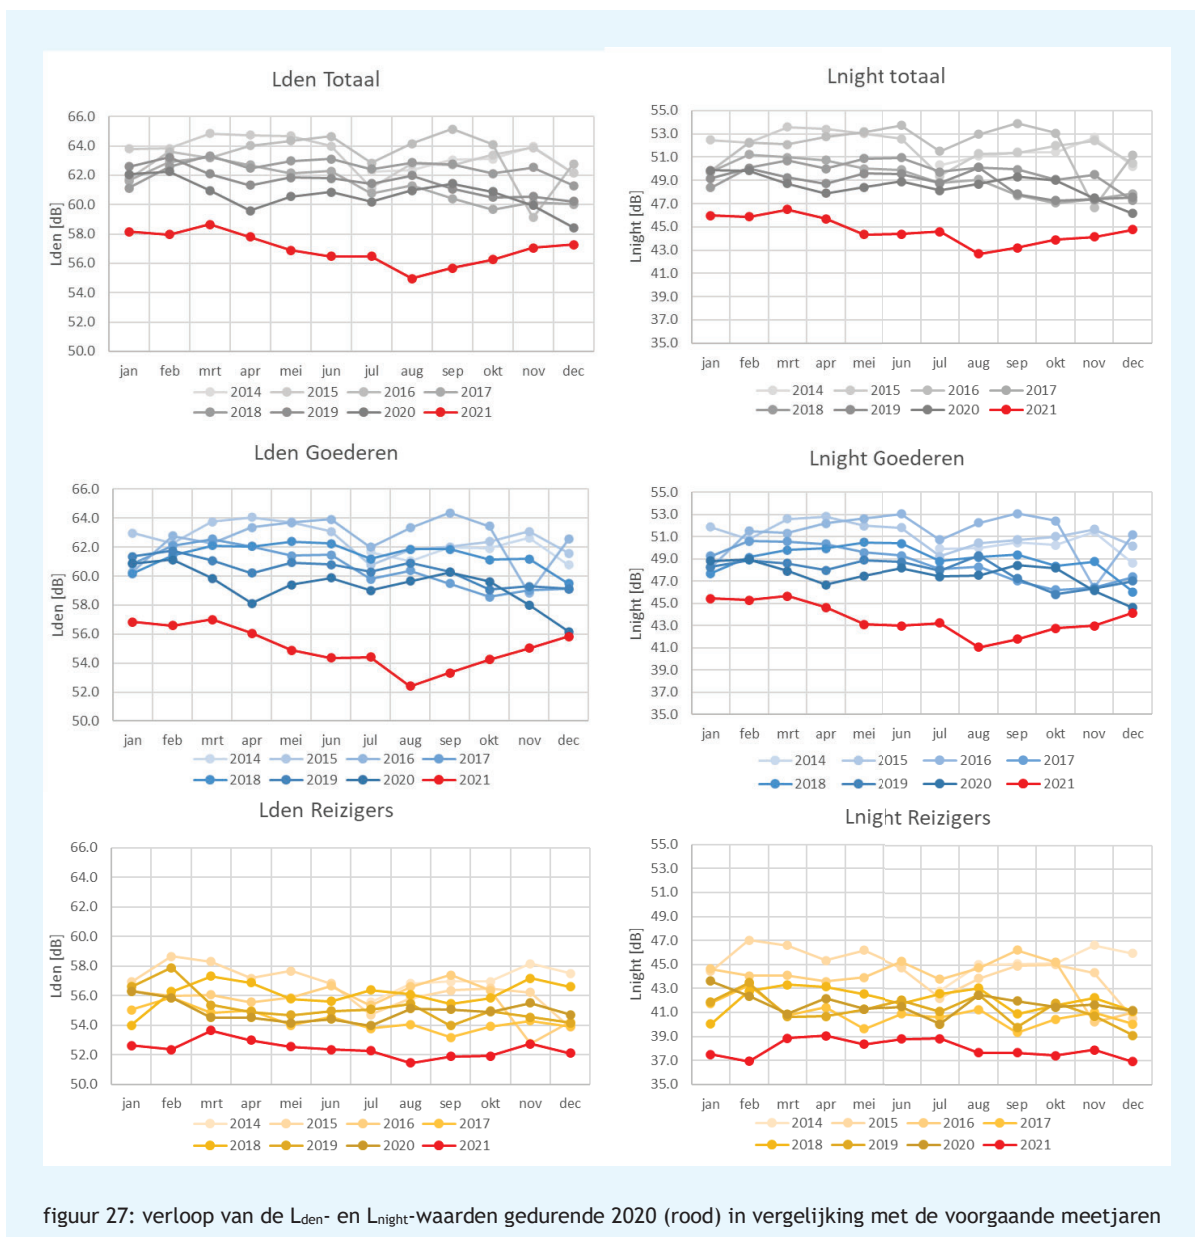 Lden Totaal
Lden [dB]
66.0
64.0
62.0
60.0
58.0
56.0
54.0
52.0
50.0
jan feb mrt apr mei jun jul aug sep okt nov dec
2014 2015 2016 2017
2018 2019 2020 2021
Lnight totaal
Lnight [dB]
55.0
53.0
51.0
49.0
47.0
45.0
43.0
41.0
39.0
37.0
35.0
jan feb mrt apr mei jun jul aug sep okt nov dec
2014 2015 2016 2017
2018 2019 2020 2021
Lden Goederen
Lden [dB]
66.0
64.0
62.0
60.0
58.0
56.0
54.0
52.0
50.0
jan feb mrt apr mei jun jul aug sep okt nov dec
2014 2015 2016 2017
2018 2019 2020 2021
Lnight Goederen
Lnight [dB]
55.0
53.0
51.0
49.0
47.0
45.0
43.0
41.0
39.0
37.0
35.0
jan feb mrt apr mei jun jul aug sep okt nov dec
2014 2015 2016 2017
2018 2019 2020 2021
Lden Reizigers
Lden [dB]
66.0
64.0
62.0
60.0
58.0
56.0
54.0
52.0
50.0
jan feb mrt apr mei jun jul aug sep okt nov dec
2014 2015 2016 2017
2018 2019 2020 2021
Lnight Reizigers
Lnight [dB]
55.0
53.0
51.0
49.0
47.0
45.0
43.0
41.0
39.0
37.0
35.0
jan feb mrt apr mei jun jul aug sep okt nov dec
2014 2015 2016 2017
2018 2019 2020 2021
figuur 27: verloop van de Lden- en Lnight-waarden gedurende 2020 (rood) in vergelijking met de voorgaande meetjaren